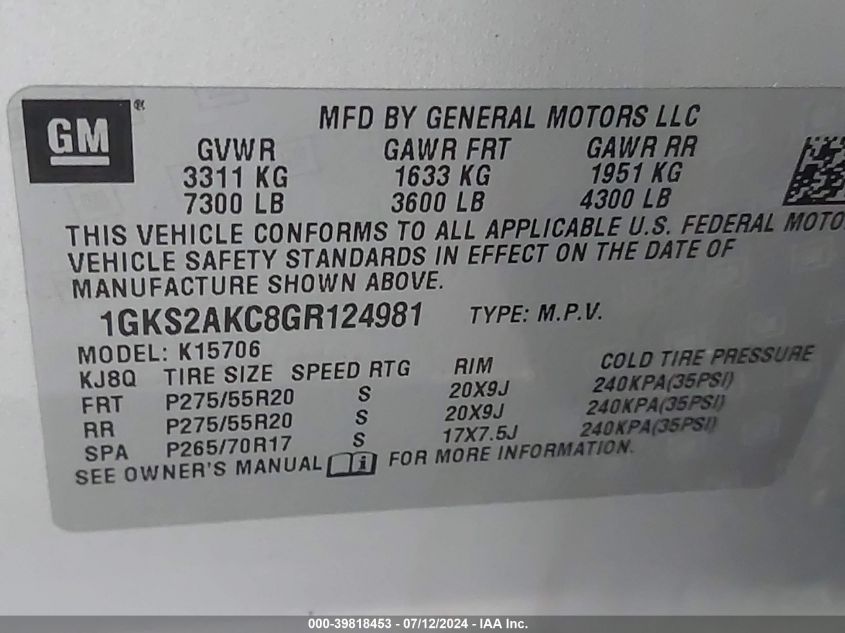 GM ®
MFD BY GENERAL MOTORS LLC
GVWR GAWR FRT GAWR RR
3311 KG 1633 KG 1951 KG
7300 LB 3600 LB 4300 LB
THIS VEHICLE CONFORMS TO ALL APPLICABLE U.S. FEDERAL MOTO
VEHICLE SAFETY STANDARDS IN EFFECT ON THE DATE OF
MANUFACTURE SHOWN ABOVE.
1GKS2AKC8GR124981 TYPE: M.P.V.
MODEL: K15706
KJ8Q TIRE SIZE SPEED RTG RIM COLD TIRE PRESSURE
FRT P275/55R20 S 20X9J 240KPA(35PSI)
RR P275/55R20 S 20X9J 240KPA(35PSI)
SPA P265/70R17 S 17X7.5J 240KPA(35PSI)
SEE OWNER'S MANUAL i FOR MORE INFORMATION.
000-39818453 - 07/12/2024 - IAA Inc.